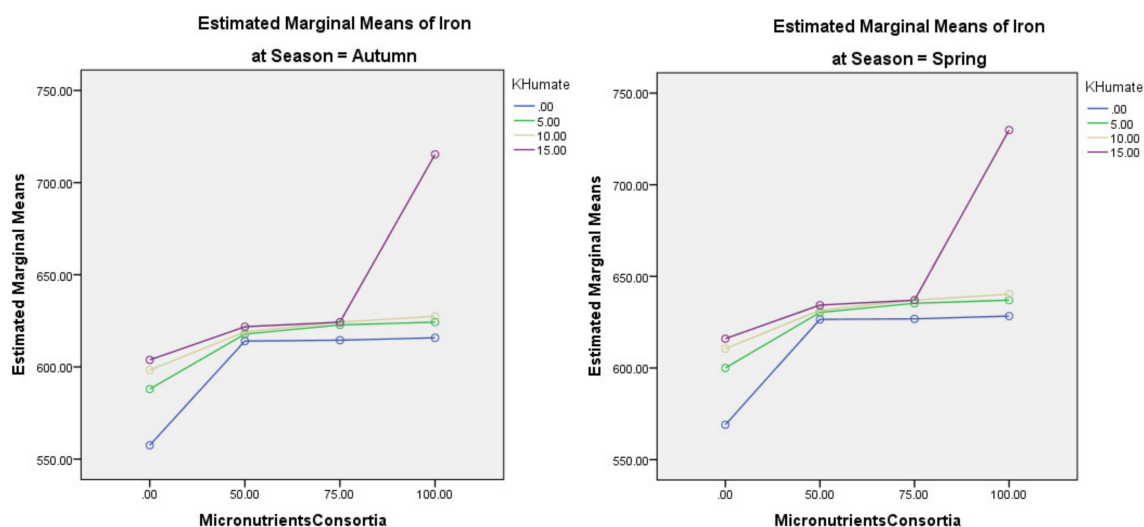 Estimated Marginal Means of Iron
at Season = Autumn
KHumate
.00
5.00
10.00
15.00
Estimated Marginal Means
750.00
700.00
650.00
600.00
550.00
.00 50.00 75.00 100.00
MicronutrientsConsortia
Estimated Marginal Means of Iron
at Season = Spring
KHumate
.00
5.00
10.00
15.00
Estimated Marginal Means
750.00
700.00
650.00
600.00
550.00
.00 50.00 75.00 100.00
MicronutrientsConsortia